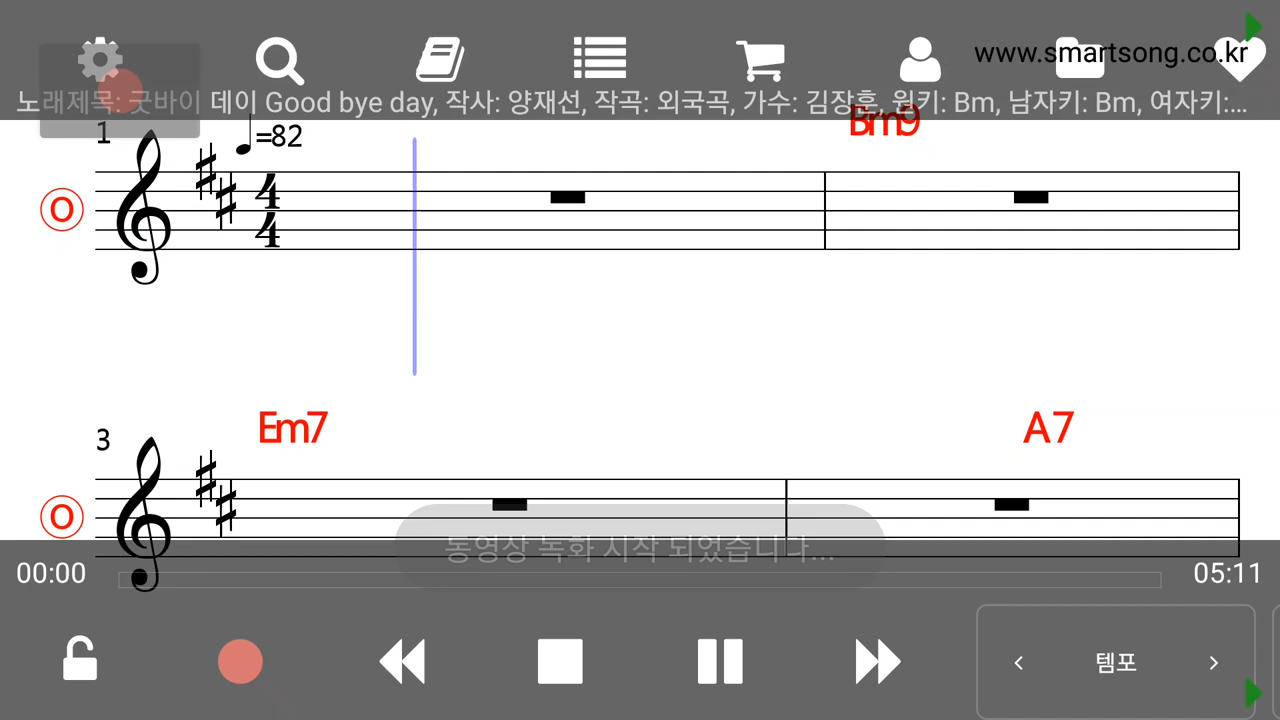 www.smartsong.co.kr
노래제목: 굿바이 데이 Good bye day, 작사: 양재선, 작곡: 외국곡, 가수: 김장훈, 원키: Bm, 남자키: Bm, 여자키:...
1 =82 Bm9
4
4
O
3 Em7 A7
O
동영상 녹화 시작 되었습니다...
00:00 05:11
템포